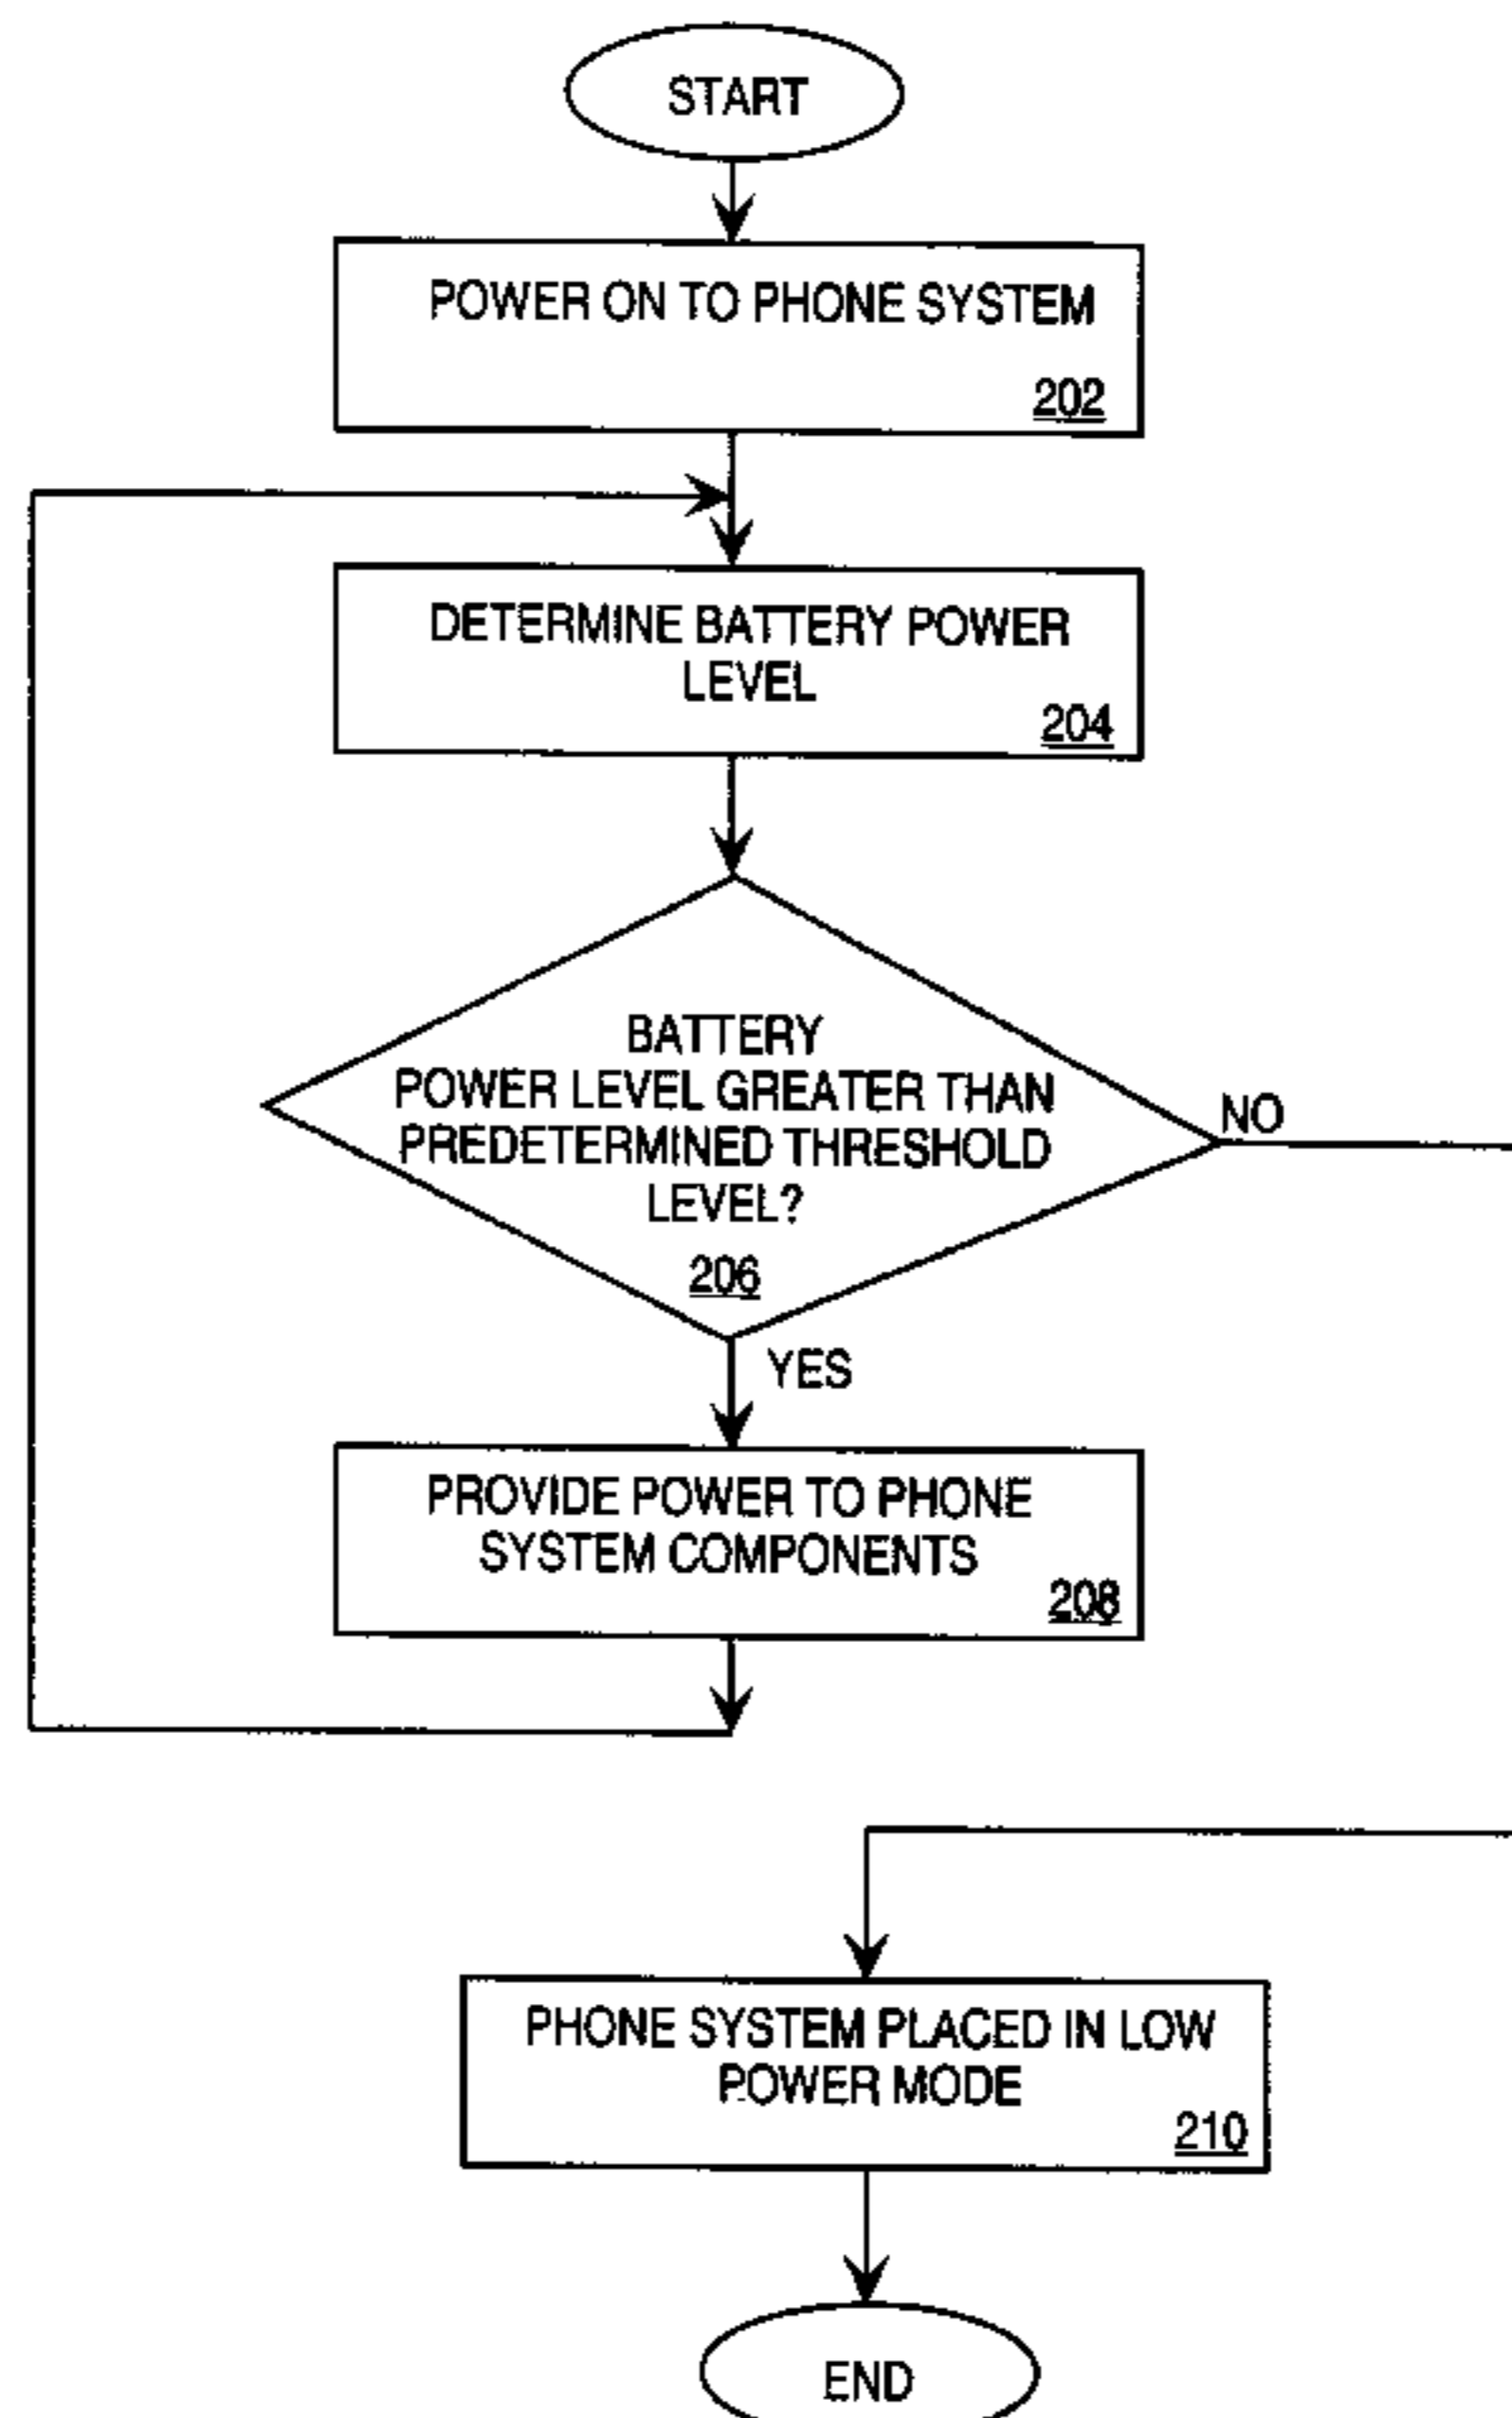 START
POWER ON TO PHONE SYSTEM
202
DETERMINE BATTERY POWER
LEVEL
204
BATTERY
POWER LEVEL GREATER THAN
PREDETERMINED THRESHOLD
LEVEL?
206
NO
YES
PROVIDE POWER TO PHONE
SYSTEM COMPONENTS
208
PHONE SYSTEM PLACED IN LOW
POWER MODE
210
END